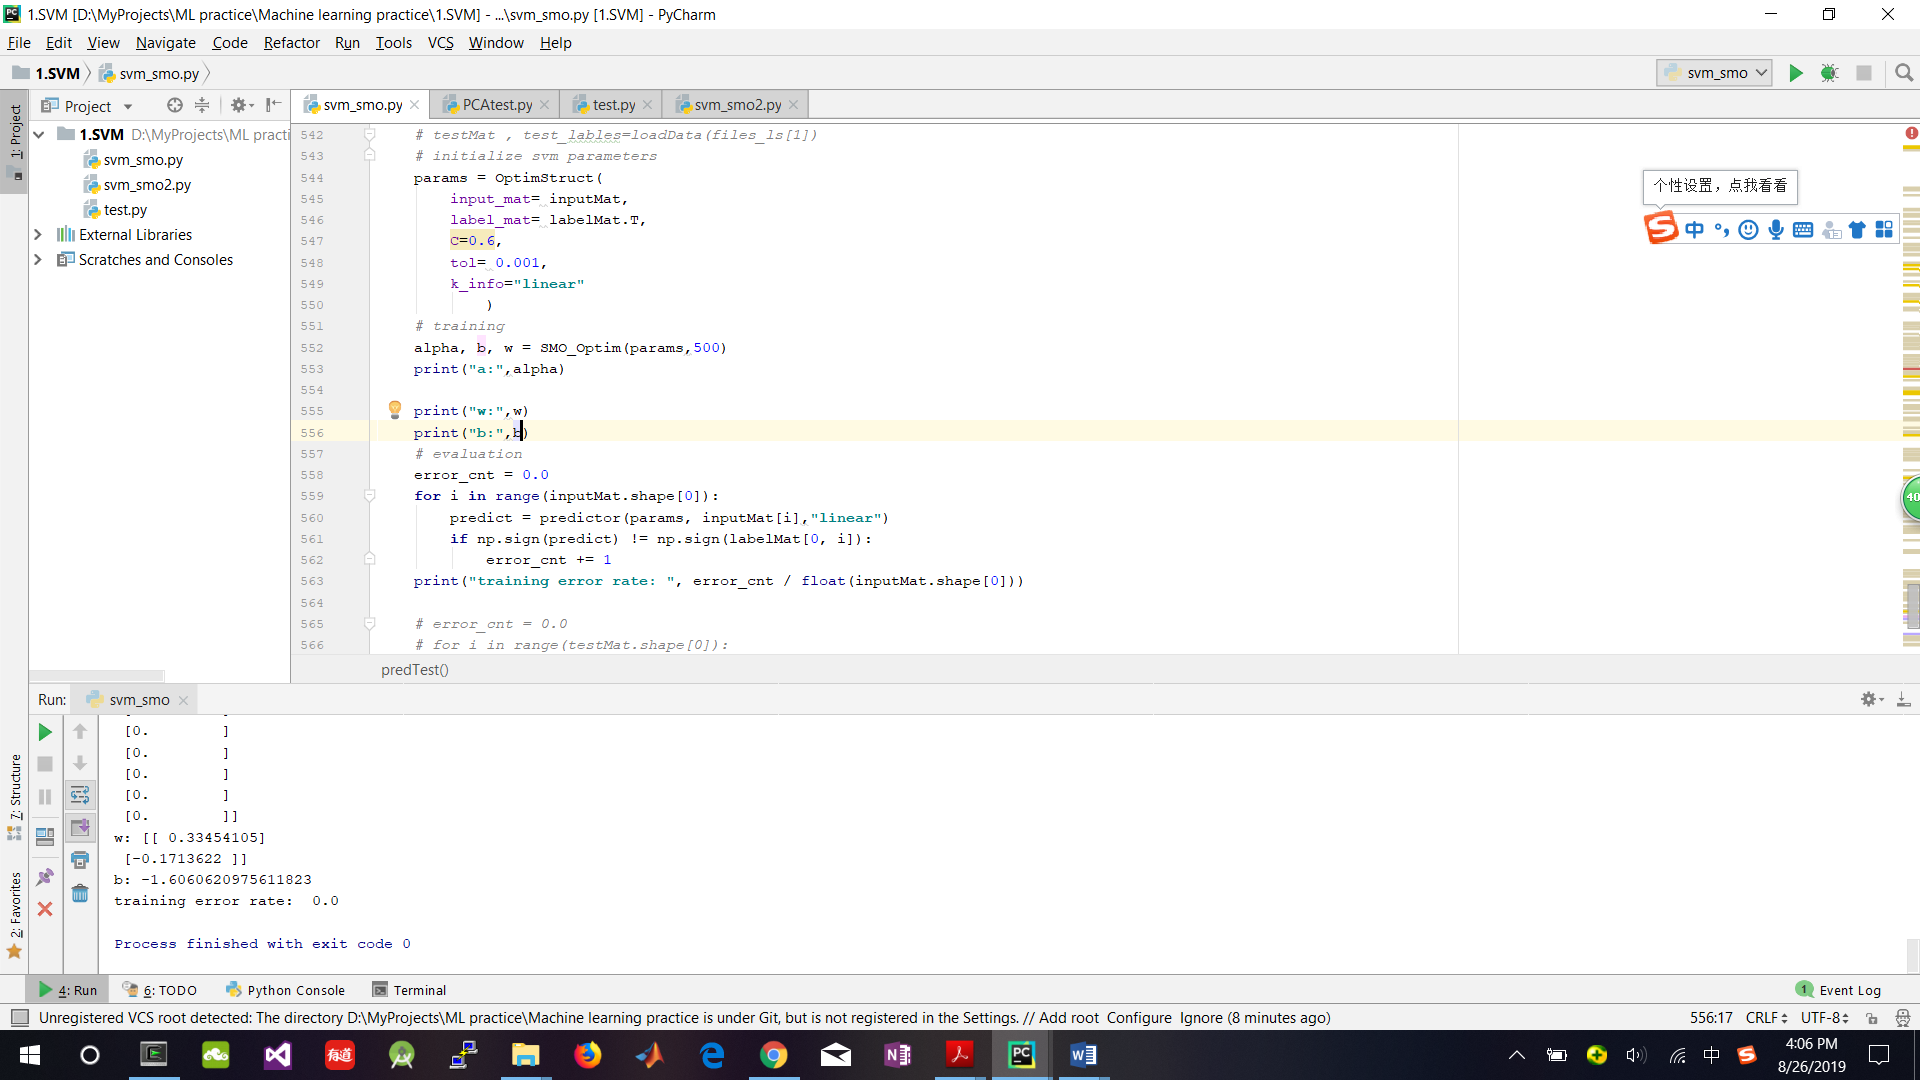 1.SVM [D:\MyProjects\ML practice\Machine learning practice\1.SVM] - ...\svm_smo.py [1.SVM] - PyCharm
File Edit View Navigate Code Refactor Run Tools VCS Window Help
1.SVM svm_smo.py svm_smo
Project svm_smo.py PCAtest.py test.py svm_smo2.py
1: Project
1.SVM D:\MyProjects\ML practi
svm_smo.py
svm_smo2.py
test.py
External Libraries
Scratches and Consoles
542 # testMat , test_lables=loadData(files_ls[1])
543 # initialize svm parameters
544 params = OptimStruct(
545 input_mat= inputMat,
546 label_mat= labelMat.T,
547 C=0.6,
548 tol= 0.001,
549 k_info="linear"
550 )
551 # training
552 alpha, b, w = SMO_Optim(params,500)
553 print("a:",alpha)
554
555 print("w:",w)
556 print("b:",b)
557 # evaluation
558 error_cnt = 0.0
559 for i in range(inputMat.shape[0]):
560 predict = predictor(params, inputMat[i],"linear")
561 if np.sign(predict) != np.sign(labelMat[0, i]):
562 error_cnt += 1
563 print("training error rate: ", error_cnt / float(inputMat.shape[0]))
564
565 # error_cnt = 0.0
566 # for i in range(testMat.shape[0]):
predTest()
个性设置，点我看看
中
40
Run: svm_smo
[0. ]
[0. ]
[0. ]
[0. ]
[0. ]]
w: [[ 0.33454105]
[-0.1713622 ]]
b: -1.6060620975611823
training error rate: 0.0
Process finished with exit code 0
7: Structure
2: Favorites
4: Run 6: TODO Python Console Terminal 1 Event Log
Unregistered VCS root detected: The directory D:\MyProjects\ML practice\Machine learning practice is under Git, but is not registered in the Settings. // Add root Configure Ignore (8 minutes ago) 556:17 CRLF UTF-8
有道
中
4:06 PM
8/26/2019